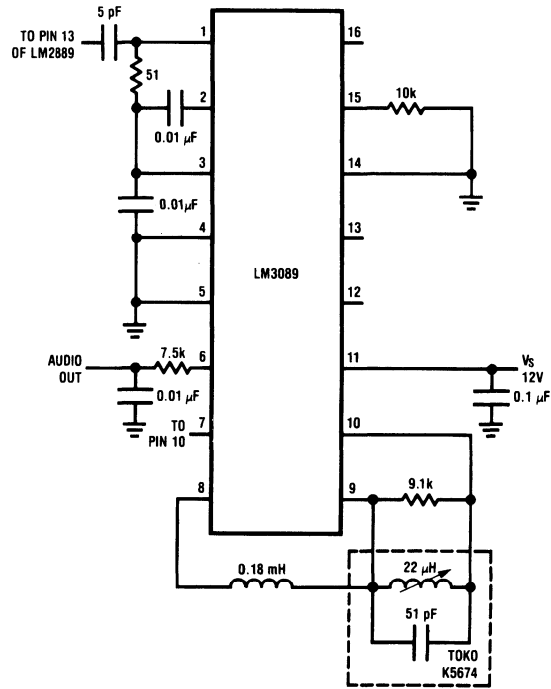 5 pF
TO PIN 13
OF LM2889
51
0.01 μF
0.01μF
1
2
3
4
5
6
7
8
AUDIO
OUT
7.5k
0.01 μF
TO
PIN 10
LM3089
16
15
14
13
12
11
10
9
10k
VS
12V
0.1 μF
9.1k
0.18 mH
22 μH
51 pF
TOKO
K5674